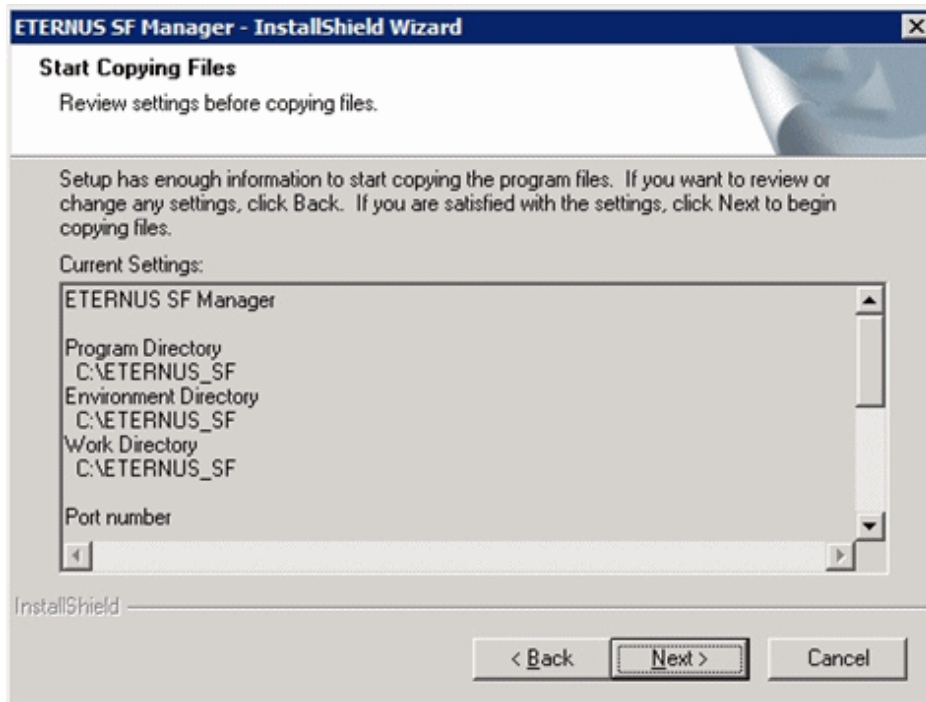 ETERNUS SF Manager - InstallShield Wizard
Start Copying Files
Review settings before copying files.
Setup has enough information to start copying the program files. If you want to review or
change any settings, click Back. If you are satisfied with the settings, click Next to begin
copying files.
Current Settings:
ETERNUS SF Manager
Program Directory
C:\ETERNUS_SF
Environment Directory
C:\ETERNUS_SF
Work Directory
C:\ETERNUS_SF
Port number
InstallShield
< Back Next > Cancel